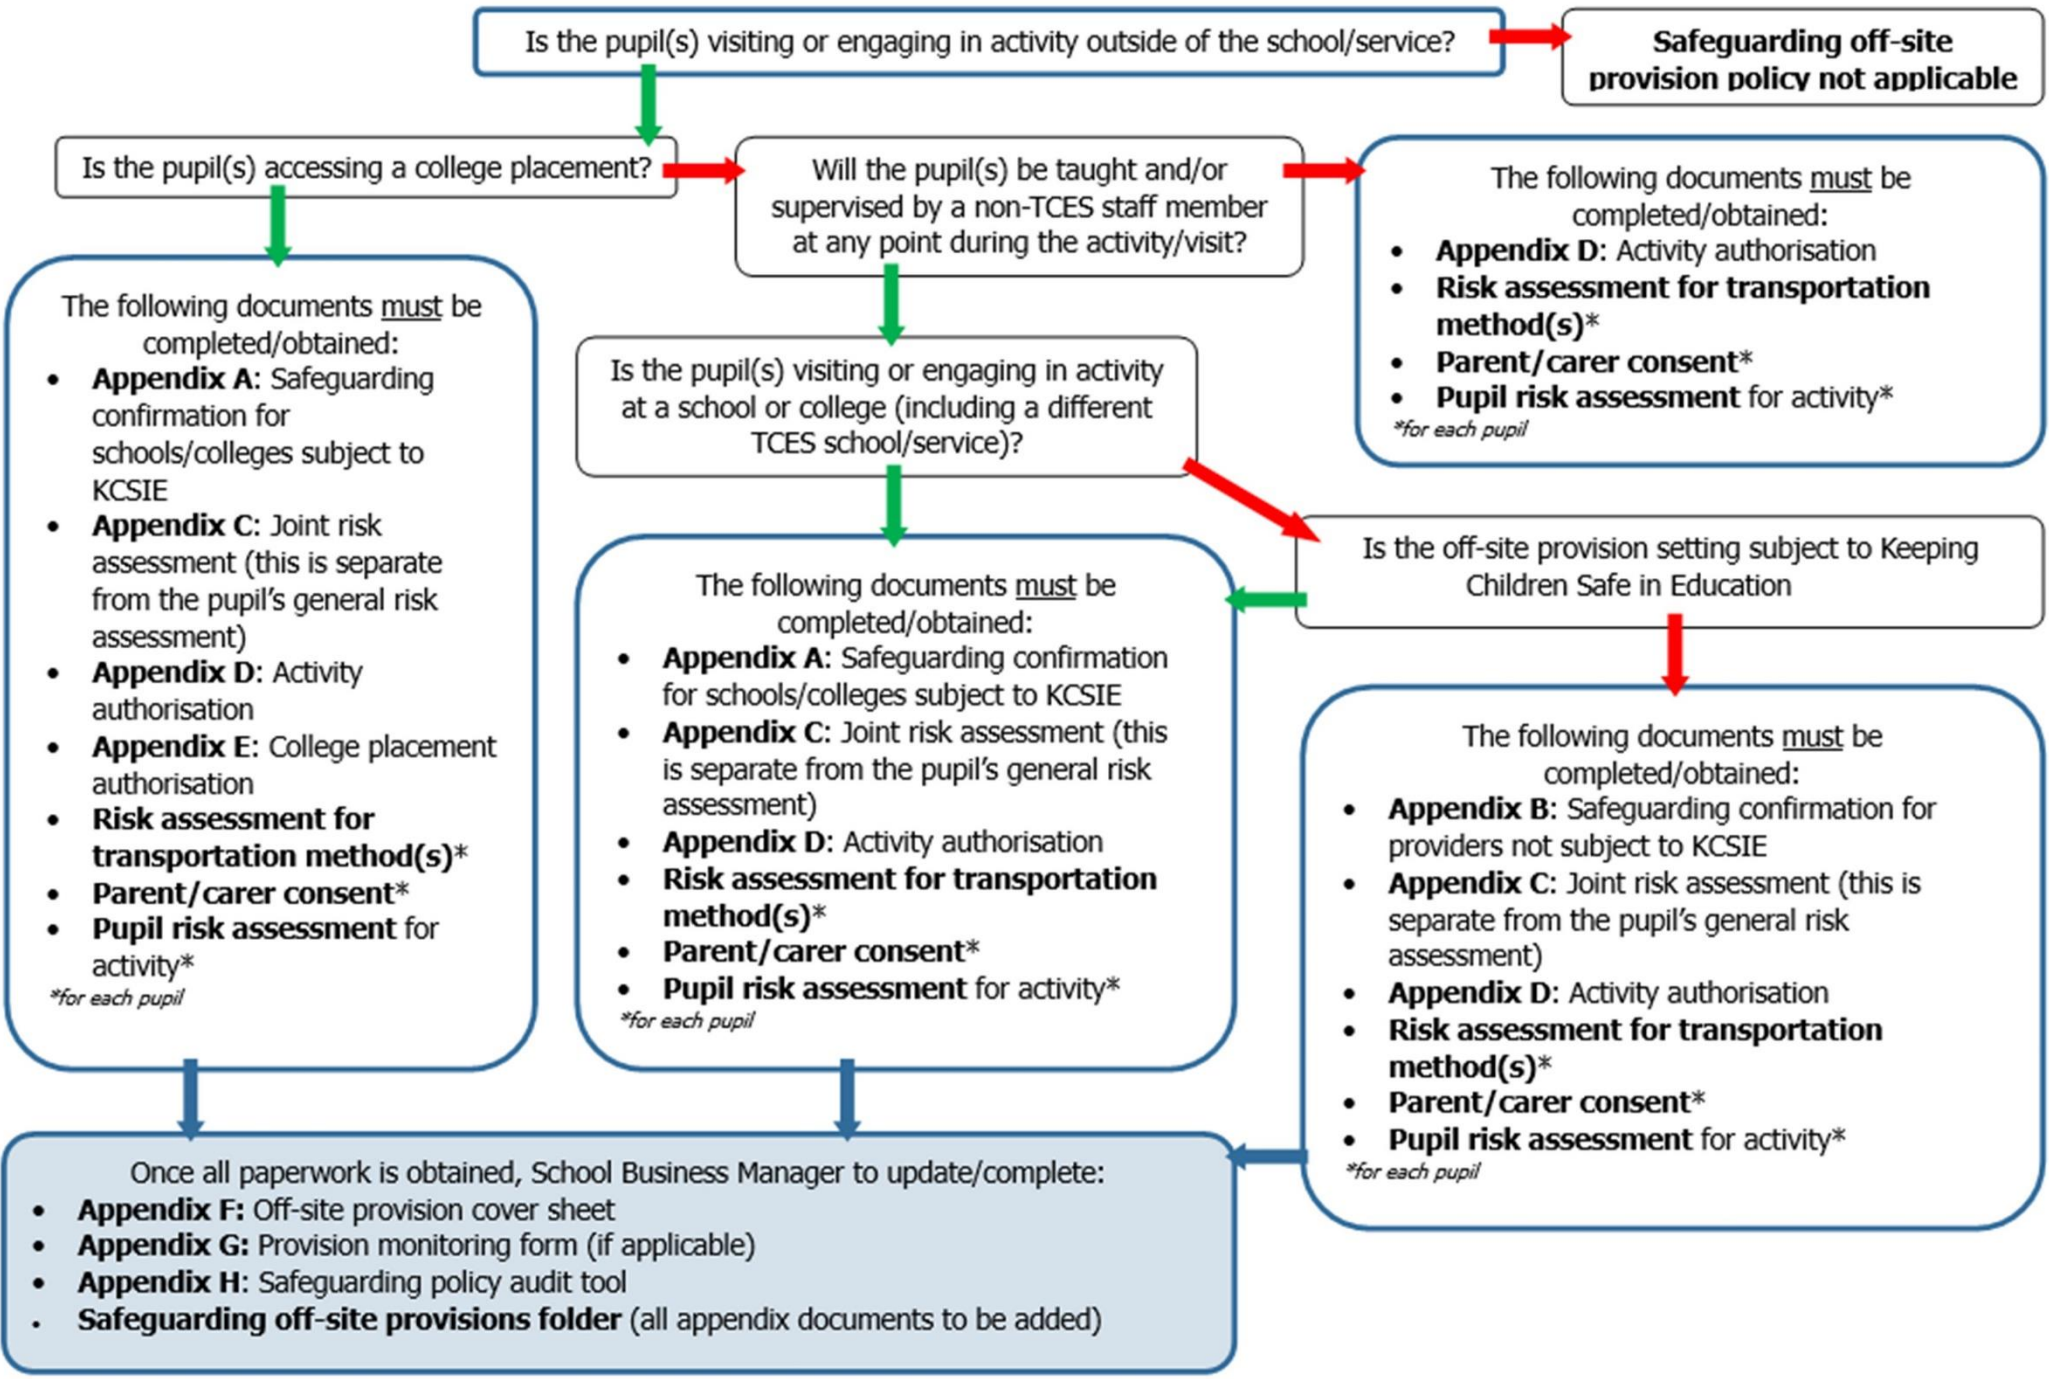 Is the pupil(s) visiting or engaging in activity outside of the school/service?
Safeguarding off-site
provision policy not applicable
Is the pupil(s) accessing a college placement?
Will the pupil(s) be taught and/or
supervised by a non-TCES staff member
at any point during the activity/visit?
The following documents must be
completed/obtained:
• Appendix D: Activity authorisation
• Risk assessment for transportation
method(s)*
• Parent/carer consent*
• Pupil risk assessment for activity*
*for each pupil
The following documents must be
completed/obtained:
• Appendix A: Safeguarding
confirmation for
schools/colleges subject to
KCSIE
• Appendix C: Joint risk
assessment (this is separate
from the pupil’s general risk
assessment)
• Appendix D: Activity
authorisation
• Appendix E: College placement
authorisation
• Risk assessment for
transportation method(s)*
• Parent/carer consent*
• Pupil risk assessment for
activity*
*for each pupil
Is the pupil(s) visiting or engaging in activity
at a school or college (including a different
TCES school/service)?
Is the off-site provision setting subject to Keeping
Children Safe in Education
The following documents must be
completed/obtained:
• Appendix A: Safeguarding confirmation
for schools/colleges subject to KCSIE
• Appendix C: Joint risk assessment (this
is separate from the pupil’s general risk
assessment)
• Appendix D: Activity authorisation
• Risk assessment for transportation
method(s)*
• Parent/carer consent*
• Pupil risk assessment for activity*
*for each pupil
The following documents must be
completed/obtained:
• Appendix B: Safeguarding confirmation for
providers not subject to KCSIE
• Appendix C: Joint risk assessment (this is
separate from the pupil’s general risk
assessment)
• Appendix D: Activity authorisation
• Risk assessment for transportation
method(s)*
• Parent/carer consent*
• Pupil risk assessment for activity*
*for each pupil
Once all paperwork is obtained, School Business Manager to update/complete:
• Appendix F: Off-site provision cover sheet
• Appendix G: Provision monitoring form (if applicable)
• Appendix H: Safeguarding policy audit tool
• Safeguarding off-site provisions folder (all appendix documents to be added)